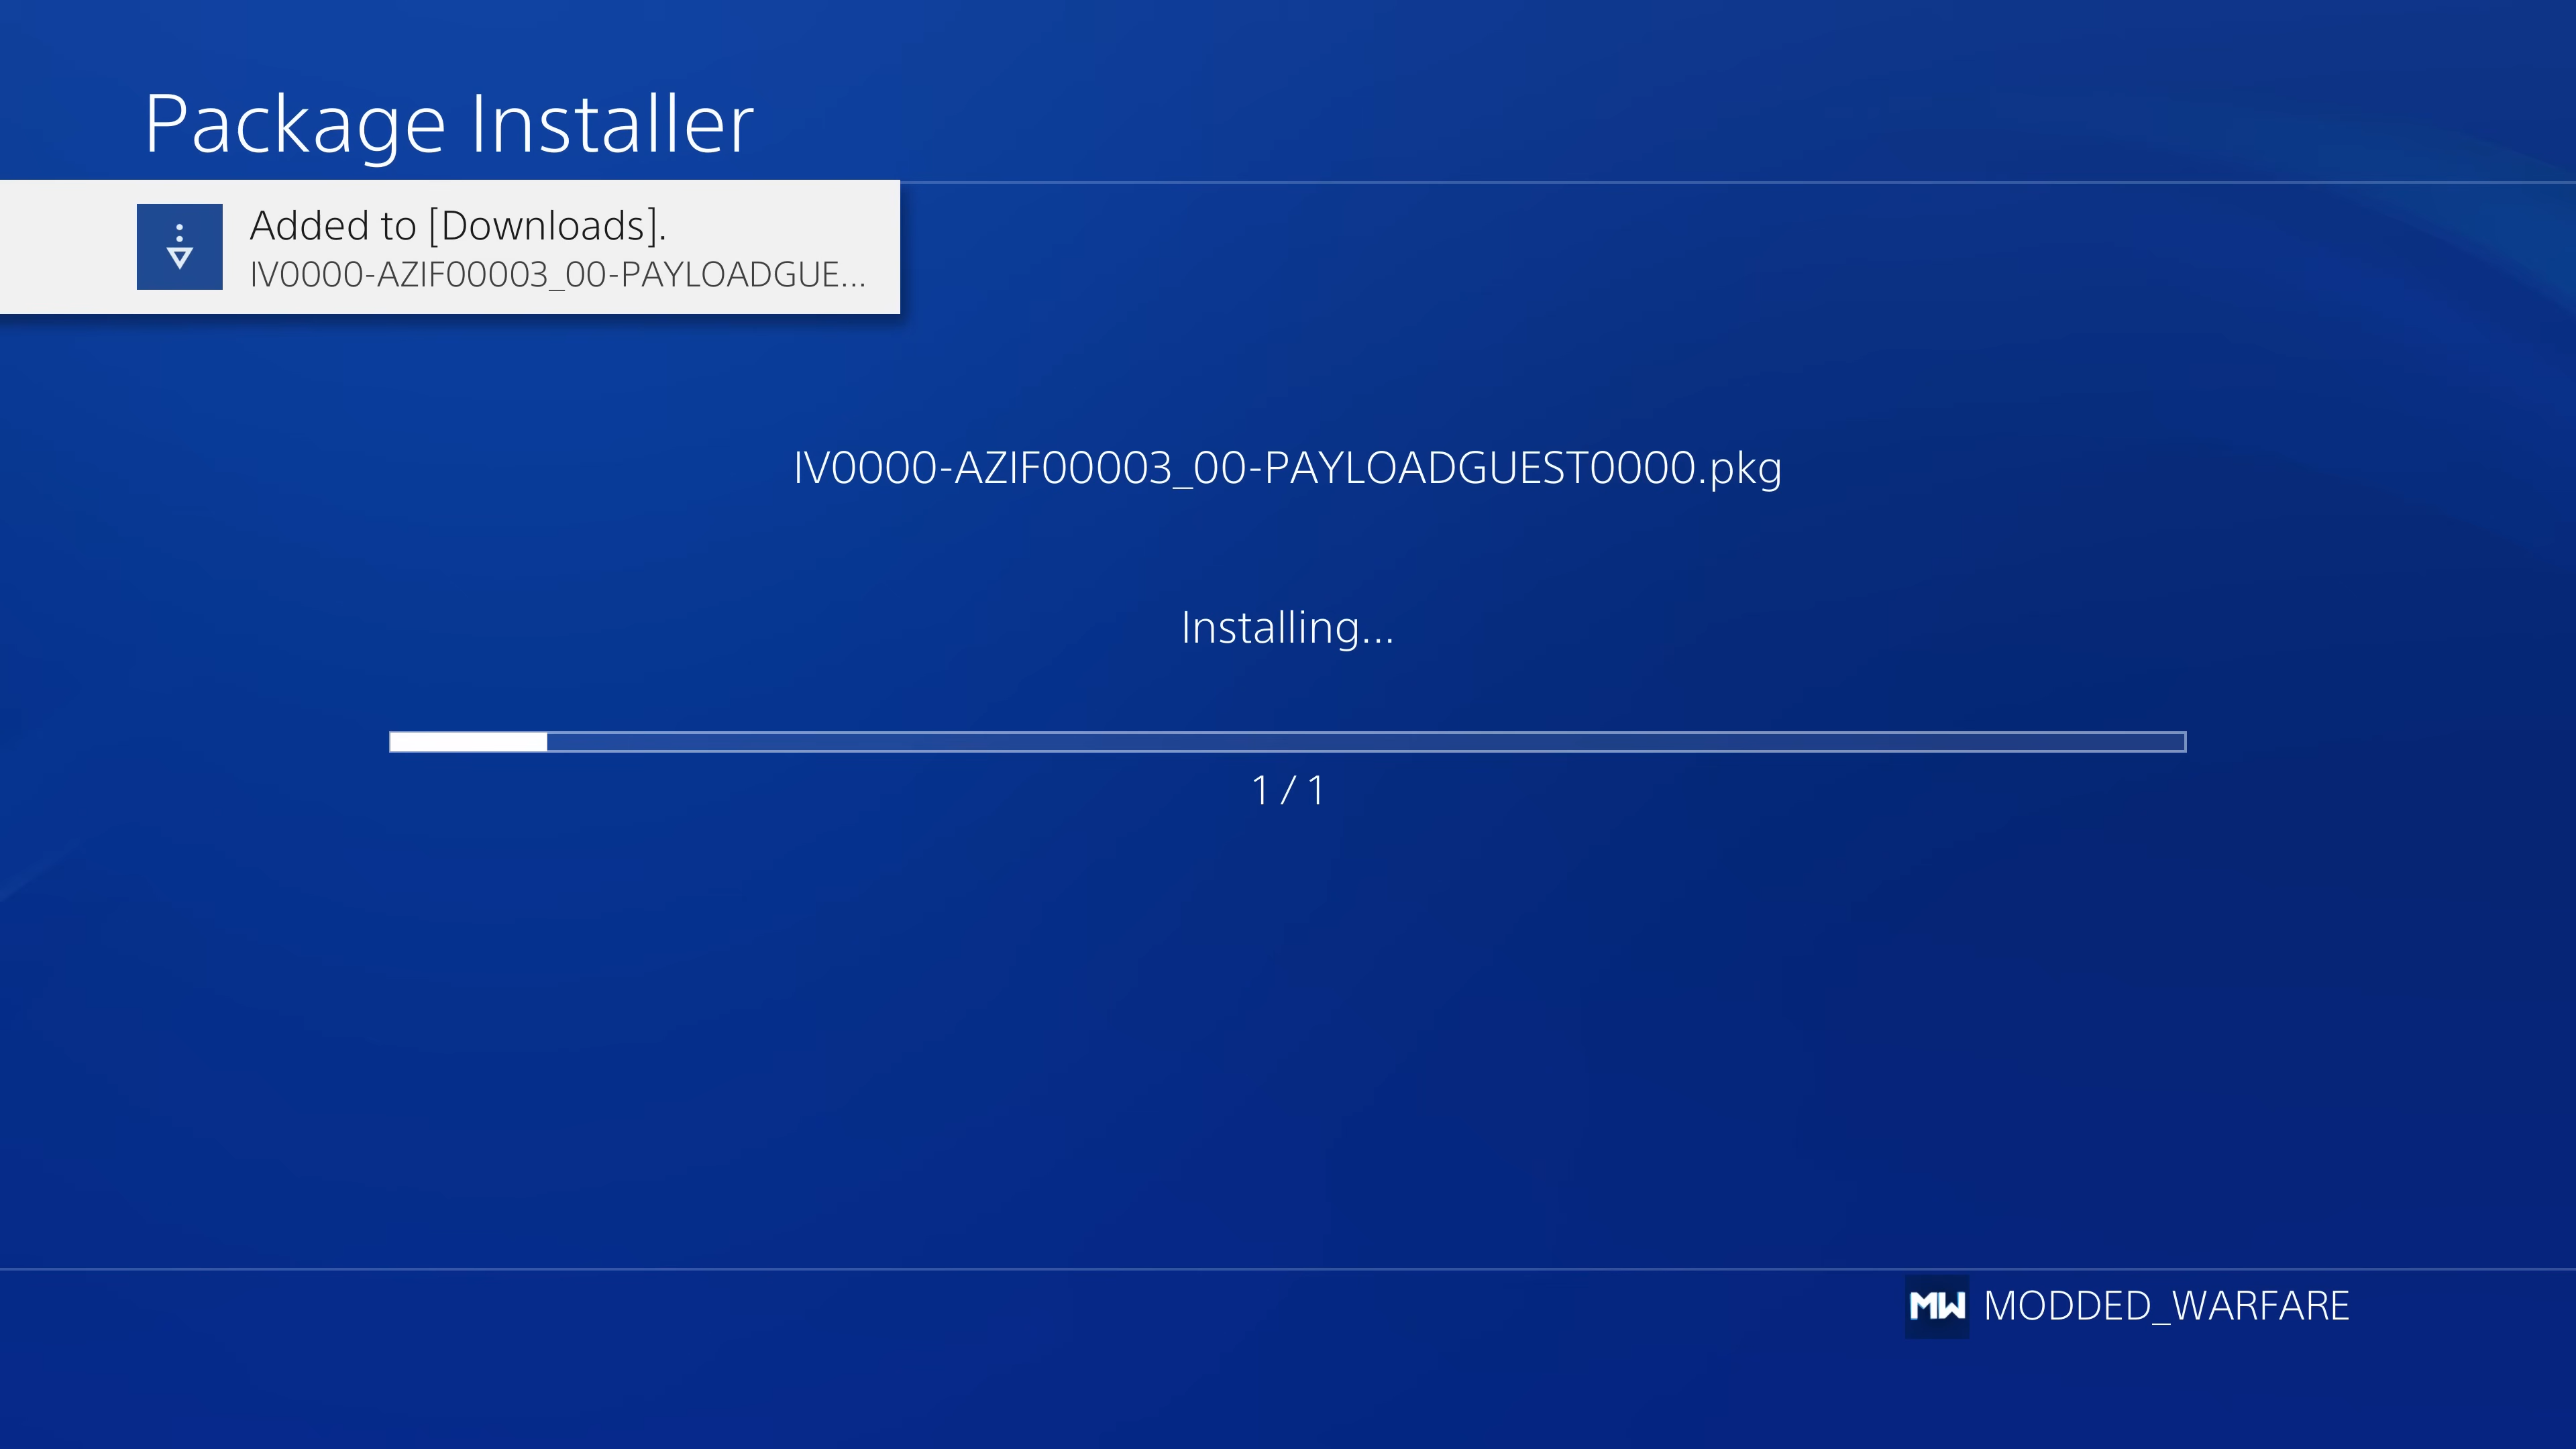 Package Installer
Added to [Downloads].
IV0000-AZIF00003_00-PAYLOADGUE...
IV0000-AZIF00003_00-PAYLOADGUEST0000.pkg
Installing...
1 / 1
MW MODDED_WARFARE